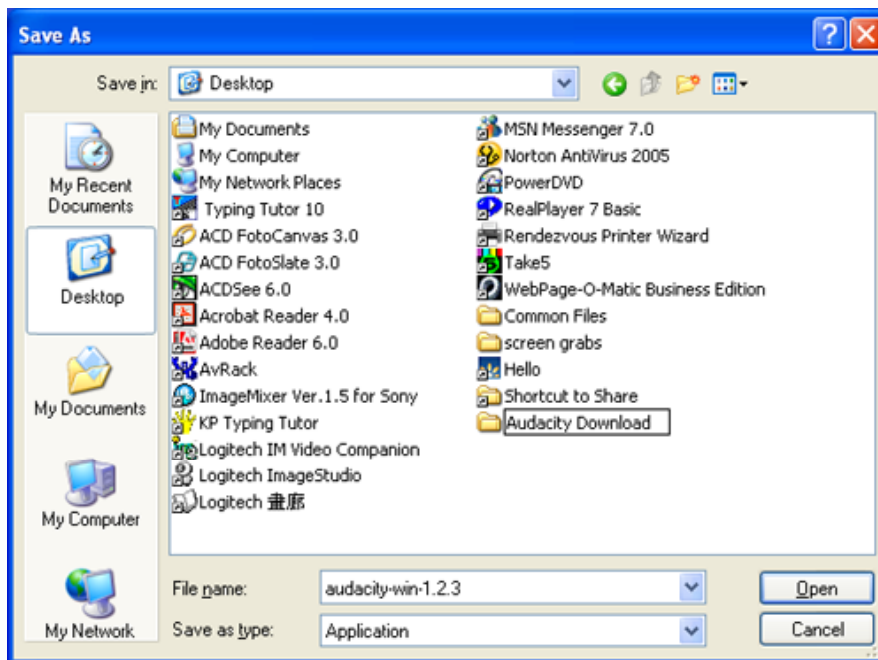 Save As
Save in:
Desktop
My Recent
Documents
Desktop
My Documents
My Computer
My Network
My Documents
My Computer
My Network Places
Typing Tutor 10
ACD FotoCanvas 3.0
ACD FotoSlate 3.0
ACDSee 6.0
Acrobat Reader 4.0
Adobe Reader 6.0
AvRack
ImageMixer Ver.1.5 for Sony
KP Typing Tutor
Logitech IM Video Companion
Logitech ImageStudio
Logitech 畫廊
MSN Messenger 7.0
Norton AntiVirus 2005
PowerDVD
RealPlayer 7 Basic
Rendezvous Printer Wizard
Take5
WebPage-O-Matic Business Edition
Common Files
screen grabs
Hello
Shortcut to Share
Audacity Download
File name:
audacity-win-1.2.3
Open
Save as type:
Application
Cancel